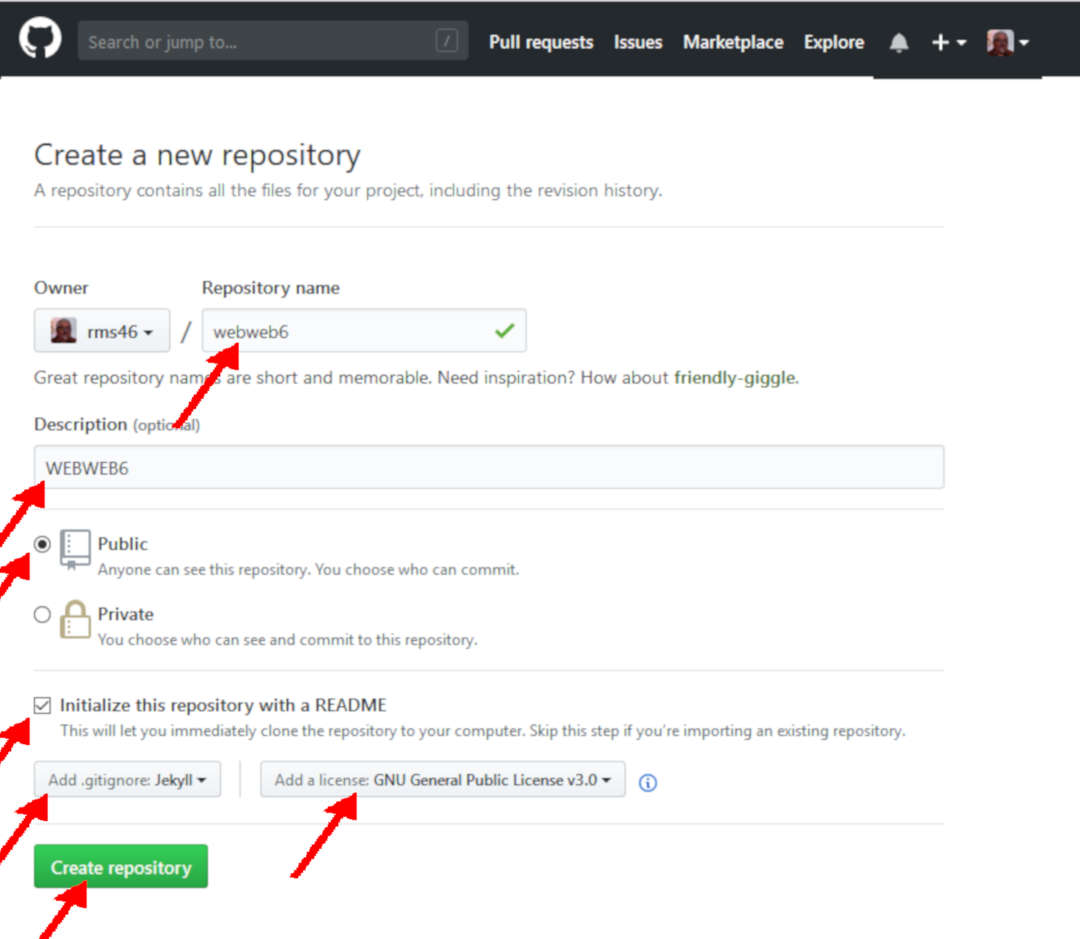 Search or jump to... / Pull requests Issues Marketplace Explore
Create a new repository
A repository contains all the files for your project, including the revision history.
Owner Repository name
rms46 / webweb6
Great repository names are short and memorable. Need inspiration? How about friendly-giggle.
Description (optional)
WEBWEB6
Public
Anyone can see this repository. You choose who can commit.
Private
You choose who can see and commit to this repository.
Initialize this repository with a README
This will let you immediately clone the repository to your computer. Skip this step if you're importing an existing repository.
Add .gitignore: Jekyll Add a license: GNU General Public License v3.0
Create repository